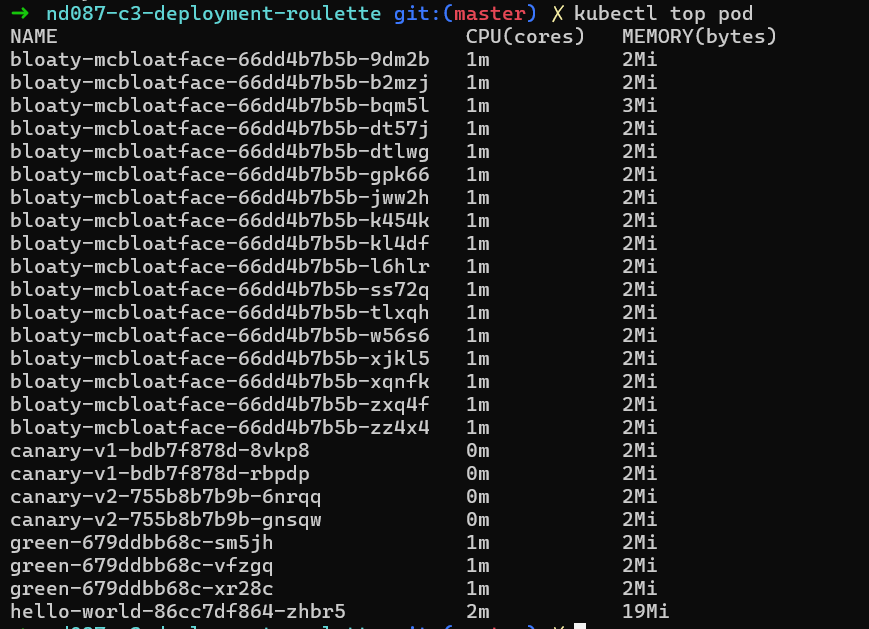 → nd087-c3-deployment-roulette git:(master) ✗ kubectl top pod
NAME CPU(cores) MEMORY(bytes)
bloaty-mcbloatface-66dd4b7b5b-9dm2b 1m 2Mi
bloaty-mcbloatface-66dd4b7b5b-b2mzj 1m 2Mi
bloaty-mcbloatface-66dd4b7b5b-bqm5l 1m 3Mi
bloaty-mcbloatface-66dd4b7b5b-dt57j 1m 2Mi
bloaty-mcbloatface-66dd4b7b5b-dtlwg 1m 2Mi
bloaty-mcbloatface-66dd4b7b5b-gpk66 1m 2Mi
bloaty-mcbloatface-66dd4b7b5b-jww2h 1m 2Mi
bloaty-mcbloatface-66dd4b7b5b-k454k 1m 2Mi
bloaty-mcbloatface-66dd4b7b5b-kl4df 1m 2Mi
bloaty-mcbloatface-66dd4b7b5b-l6hlr 1m 2Mi
bloaty-mcbloatface-66dd4b7b5b-ss72q 1m 2Mi
bloaty-mcbloatface-66dd4b7b5b-tlxqh 1m 2Mi
bloaty-mcbloatface-66dd4b7b5b-w56s6 1m 2Mi
bloaty-mcbloatface-66dd4b7b5b-xjkl5 1m 2Mi
bloaty-mcbloatface-66dd4b7b5b-xqnfk 1m 2Mi
bloaty-mcbloatface-66dd4b7b5b-zxq4f 1m 2Mi
bloaty-mcbloatface-66dd4b7b5b-zz4x4 1m 2Mi
canary-v1-bdb7f878d-8vkp8 0m 2Mi
canary-v1-bdb7f878d-rbpdp 0m 2Mi
canary-v2-755b8b7b9b-6nrqq 0m 2Mi
canary-v2-755b8b7b9b-gnsqw 0m 2Mi
green-679ddbb68c-sm5jh 1m 2Mi
green-679ddbb68c-vfzgq 1m 2Mi
green-679ddbb68c-xr28c 1m 2Mi
hello-world-86cc7df864-zhbr5 2m 19Mi
→ nd087-c3-deployment-roulette git:(master) ✗